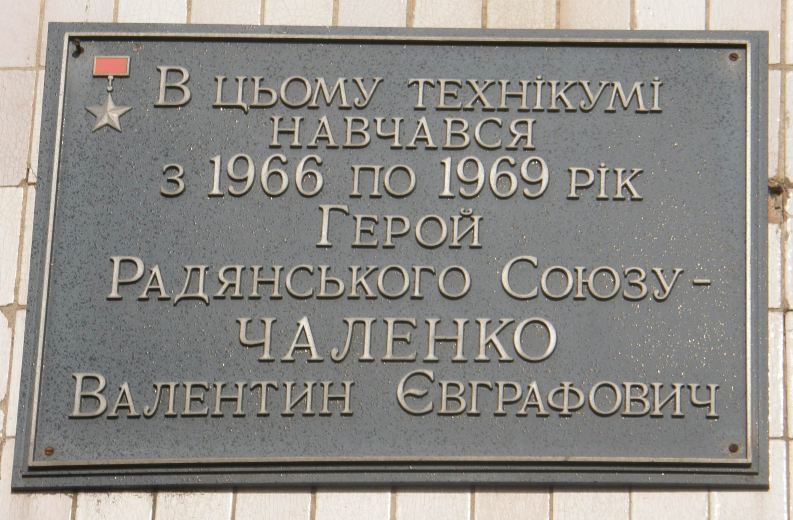 В цьому технікумі
навчався
з 1966 по 1969 рік
Герой
Радянського Союзу-
ЧАЛЕНКО
Валентин Євграфович